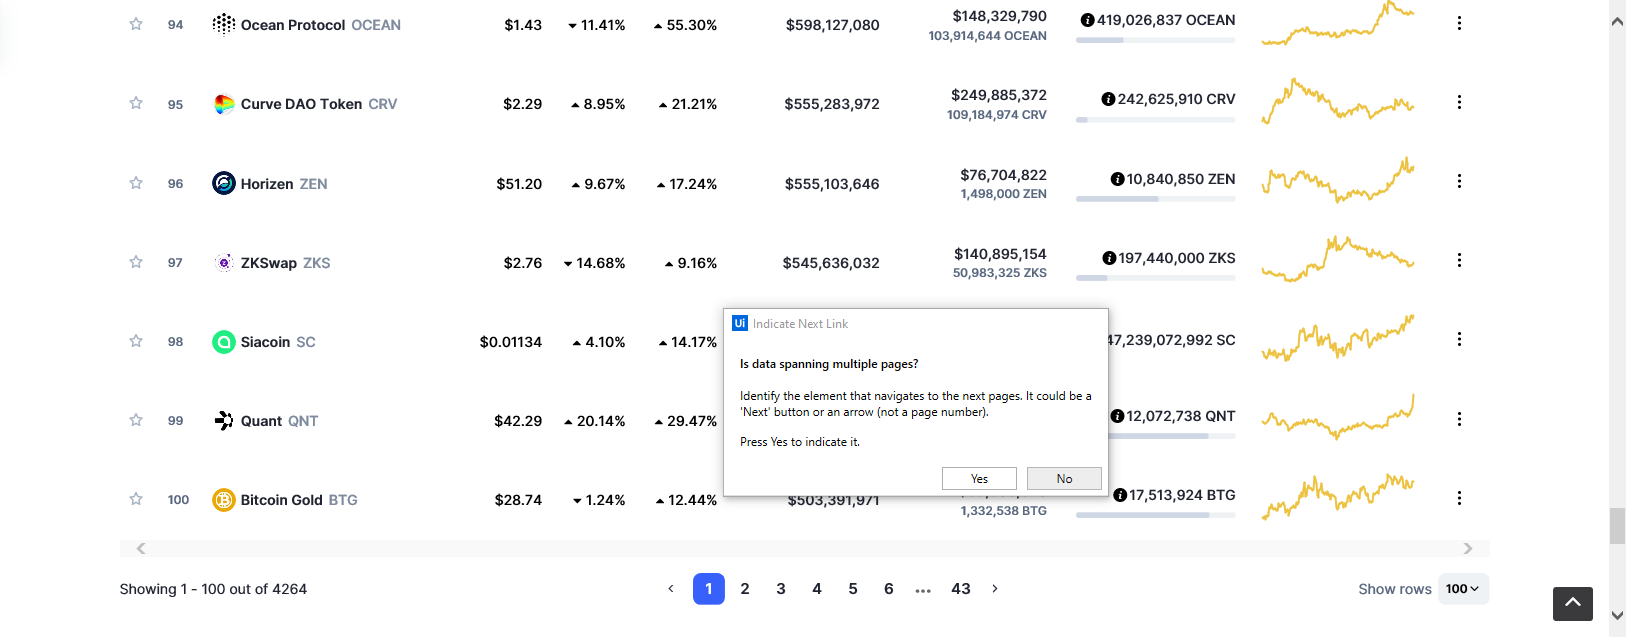 94 Ocean Protocol OCEAN $1.43 11.41% 55.30% $598,127,080 $148,329,790 419,026,837 OCEAN
103,914,644 OCEAN
95 Curve DAO Token CRV $2.29 8.95% 21.21% $555,283,972 $249,885,372 242,625,910 CRV
109,184,974 CRV
96 Horizen ZEN $51.20 9.67% 17.24% $555,103,646 $76,704,822 10,840,850 ZEN
1,498,000 ZEN
97 ZKSwap ZKS $2.76 14.68% 9.16% $545,636,032 $140,895,154 197,440,000 ZKS
50,983,325 ZKS
98 Siacoin SC $0.01134 4.10% 14.17% 47,239,072,992 SC
99 Quant QNT $42.29 20.14% 29.47% 12,072,738 QNT
100 Bitcoin Gold BTG $28.74 1.24% 12.44% $503,391,971 17,513,924 BTG
1,332,538 BTG
Ui Indicate Next Link
Is data spanning multiple pages?
Identify the element that navigates to the next pages. It could be a
'Next' button or an arrow (not a page number).
Press Yes to indicate it.
Yes No
Showing 1 - 100 out of 4264 ‹ 1 2 3 4 5 6 ... 43 › Show rows 100